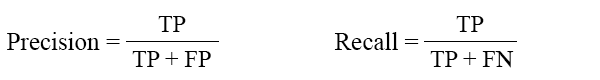 Precision = TP / TP + FP
Recall = TP / TP + FN